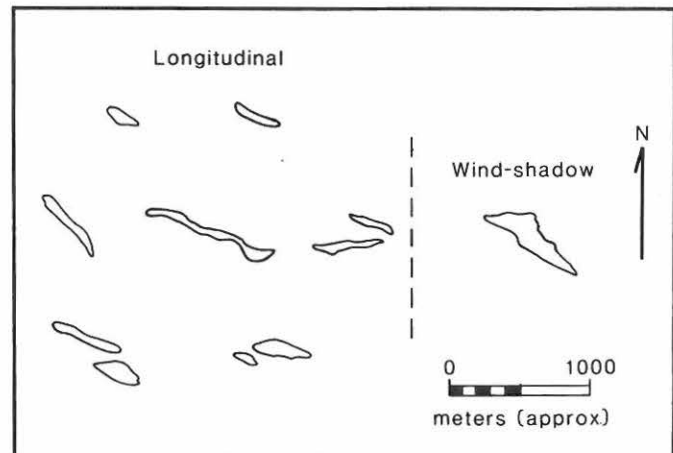 Longitudinal
N
Wind-shadow
0 1000
meters (approx.)